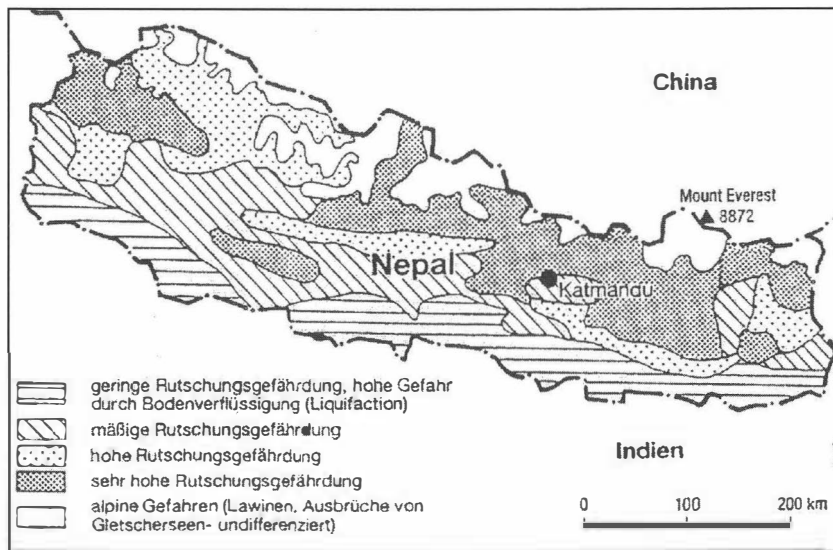 China
Mount Everest
8872
Nepal
Katmandu
geringe Rutschungsgefährdung, hohe Gefahr
durch Bodenverflüssigung (Liquifaction)
mäßige Rutschungsgefährdung
hohe Rutschungsgefährdung
sehr hohe Rutschungsgefährdung
alpine Gefahren (Lawinen, Ausbrüche von
Gletscherseen- undifferenziert)
Indien
0 100 200 km